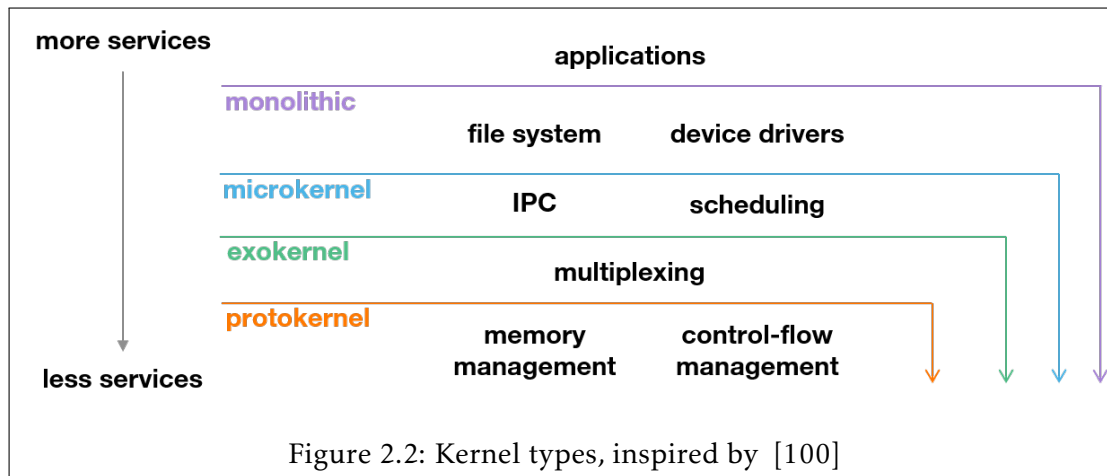 more services
applications
monolithic
file system device drivers
microkernel
IPC scheduling
exokernel
multiplexing
protokernel
memory management
control-flow management
less services
Figure 2.2: Kernel types, inspired by [100]